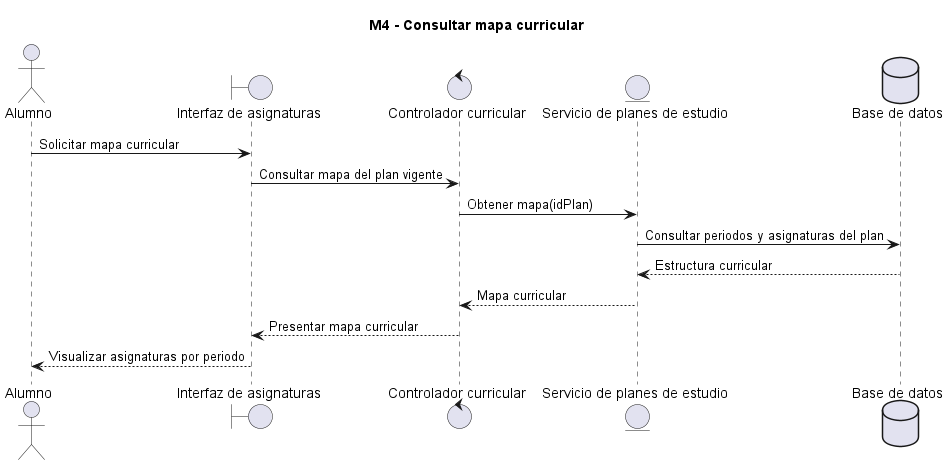 M4 - Consultar mapa curricular
Alumno
Interfaz de asignaturas
Controlador curricular
Servicio de planes de estudio
Base de datos
Solicitar mapa curricular
Consultar mapa del plan vigente
Obtener mapa(idPlan)
Consultar periodos y asignaturas del plan
Estructura curricular
Mapa curricular
Presentar mapa curricular
Visualizar asignaturas por periodo
Alumno
Interfaz de asignaturas
Controlador curricular
Servicio de planes de estudio
Base de datos